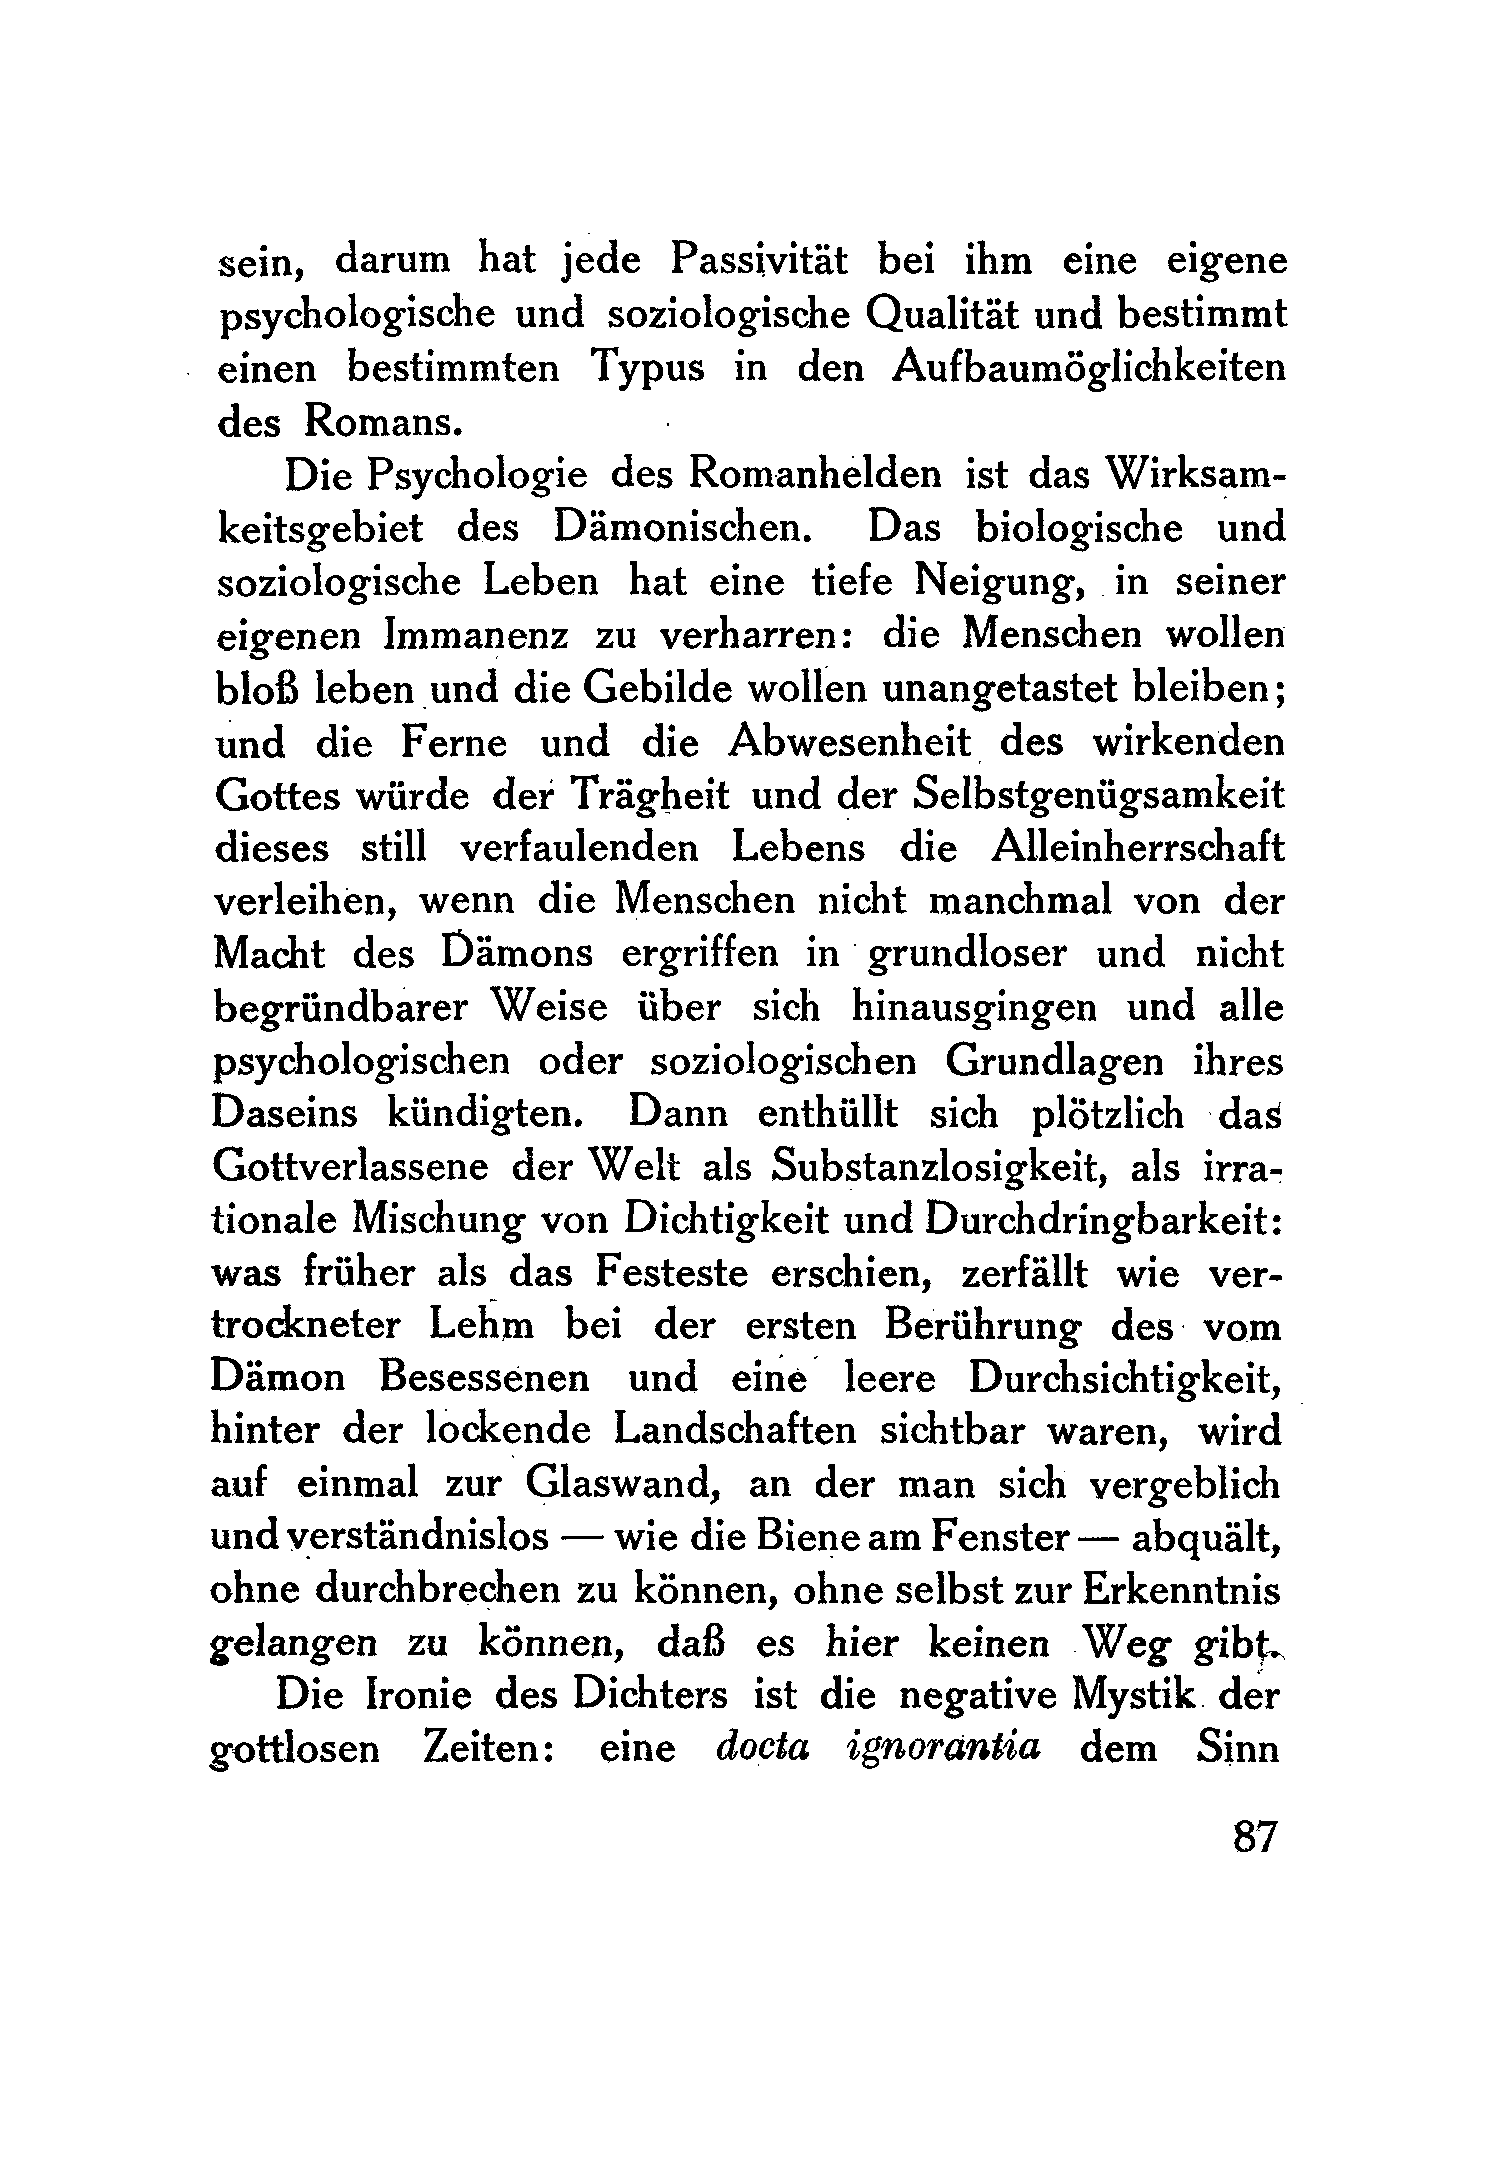 sein, darum hat jede Passivität bei ihm eine eigene
psychologische und soziologische Qualität und bestimmt
einen bestimmten Typus in den Aufbaumöglichkeiten
des Romans.
Die Psychologie des Romanhelden ist das Wirksam-
keitsgebiet des Dämonischen. Das biologische und
soziologische Leben hat eine tiefe Neigung, in seiner
eigenen Immanenz zu verharren: die Menschen wollen
bloß leben und die Gebilde wollen unangetastet bleiben;
und die Ferne und die Abwesenheit des wirkenden
Gottes würde der Trägheit und der Selbstgenügsamkeit
dieses still verfaulenden Lebens die Alleinherrschaft
verleihen, wenn die Menschen nicht manchmal von der
Macht des Dämons ergriffen in grundloser und nicht
begründbarer Weise über sich hinausgingen und alle
psychologischen oder soziologischen Grundlagen ihres
Daseins kündigten. Dann enthüllt sich plötzlich das
Gottverlassene der Welt als Substanzlosigkeit, als irra-
tionale Mischung von Dichtigkeit und Durchdringbarkeit:
was früher als das Festeste erschien, zerfällt wie ver-
trockneter Lehm bei der ersten Berührung des vom
Dämon Besessenen und eine leere Durchsichtigkeit,
hinter der lockende Landschaften sichtbar waren, wird
auf einmal zur Glaswand, an der man sich vergeblich
und verständnislos — wie die Biene am Fenster — abquält,
ohne durchbrechen zu können, ohne selbst zur Erkenntnis
gelangen zu können, daß es hier keinen Weg gibt.
Die Ironie des Dichters ist die negative Mystik der
gottlosen Zeiten: eine docta ignorantia dem Sinn
87